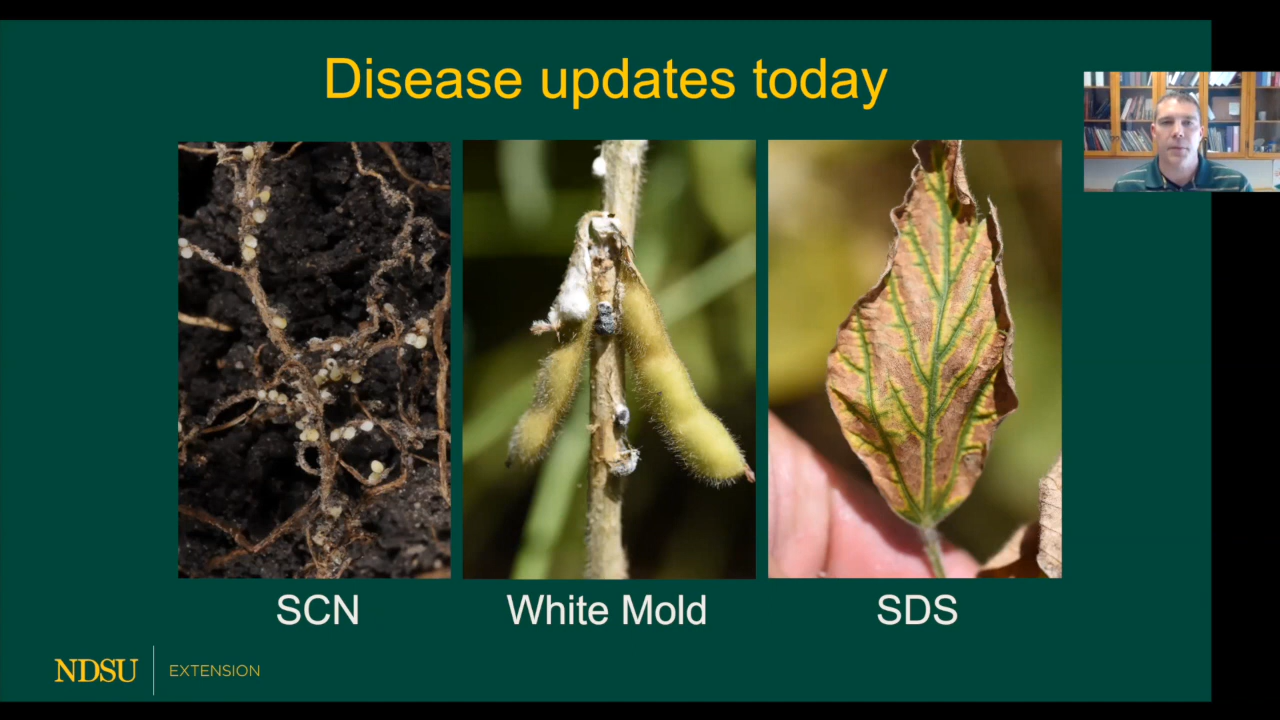 Disease updates today
SCN
White Mold
SDS
NDSU
EXTENSION